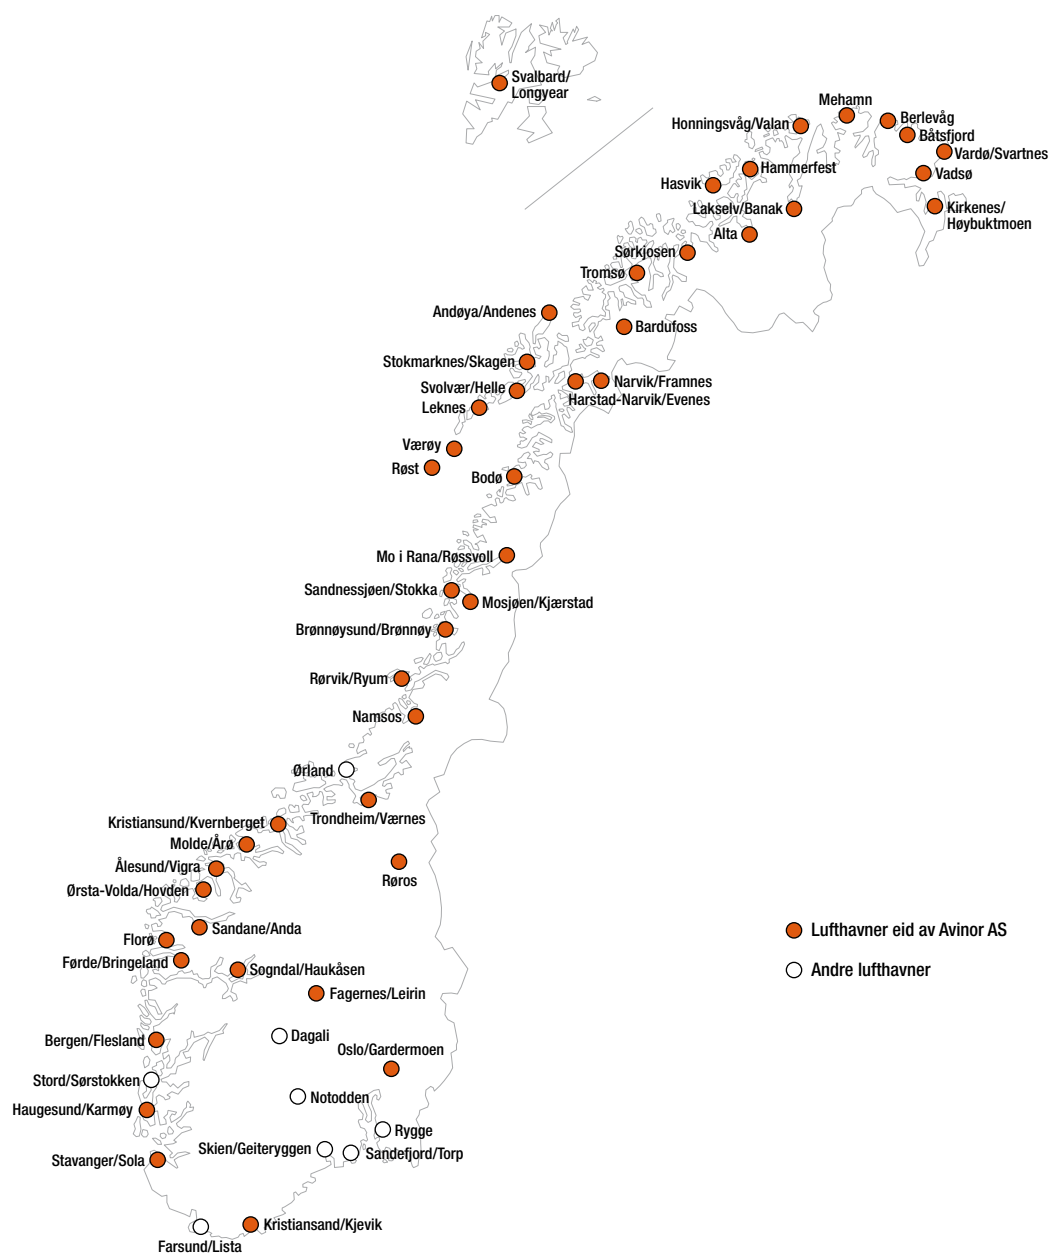 Svalbard/
Longyear
Mehamn
Honningsvåg/Valan
Berlevåg
Båtsfjord
Vardø/Svartnes
Hammerfest
Vadsø
Hasvik
Lakselv/Banak
Kirkenes/
Høybuktmoen
Alta
Sørkjosen
Tromsø
Andøya/Andenes
Bardufoss
Stokmarknes/Skagen
Svolvær/Helle
Narvik/Framnes
Harstad-Narvik/Evenes
Leknes
Værøy
Røst
Bodø
Mo i Rana/Røssvoll
Sandnessjøen/Stokka
Mosjøen/Kjærstad
Brønnøysund/Brønnøy
Rørvik/Ryum
Namsos
Ørland
Trondheim/Værnes
Kristiansund/Kvernberget
Molde/Årø
Ålesund/Vigra
Røros
Ørsta-Volda/Hovden
Sandane/Anda
Florø
Førde/Bringeland
Sogndal/Haukåsen
Fagernes/Leirin
Lufthavner eid av Avinor AS
Andre lufthavner
Dagali
Bergen/Flesland
Oslo/Gardermoen
Stord/Sørstokken
Notodden
Haugesund/Karmøy
Rygge
Skien/Geiteryggen
Sandefjord/Torp
Stavanger/Sola
Kristiansand/Kjevik
Farsund/Lista